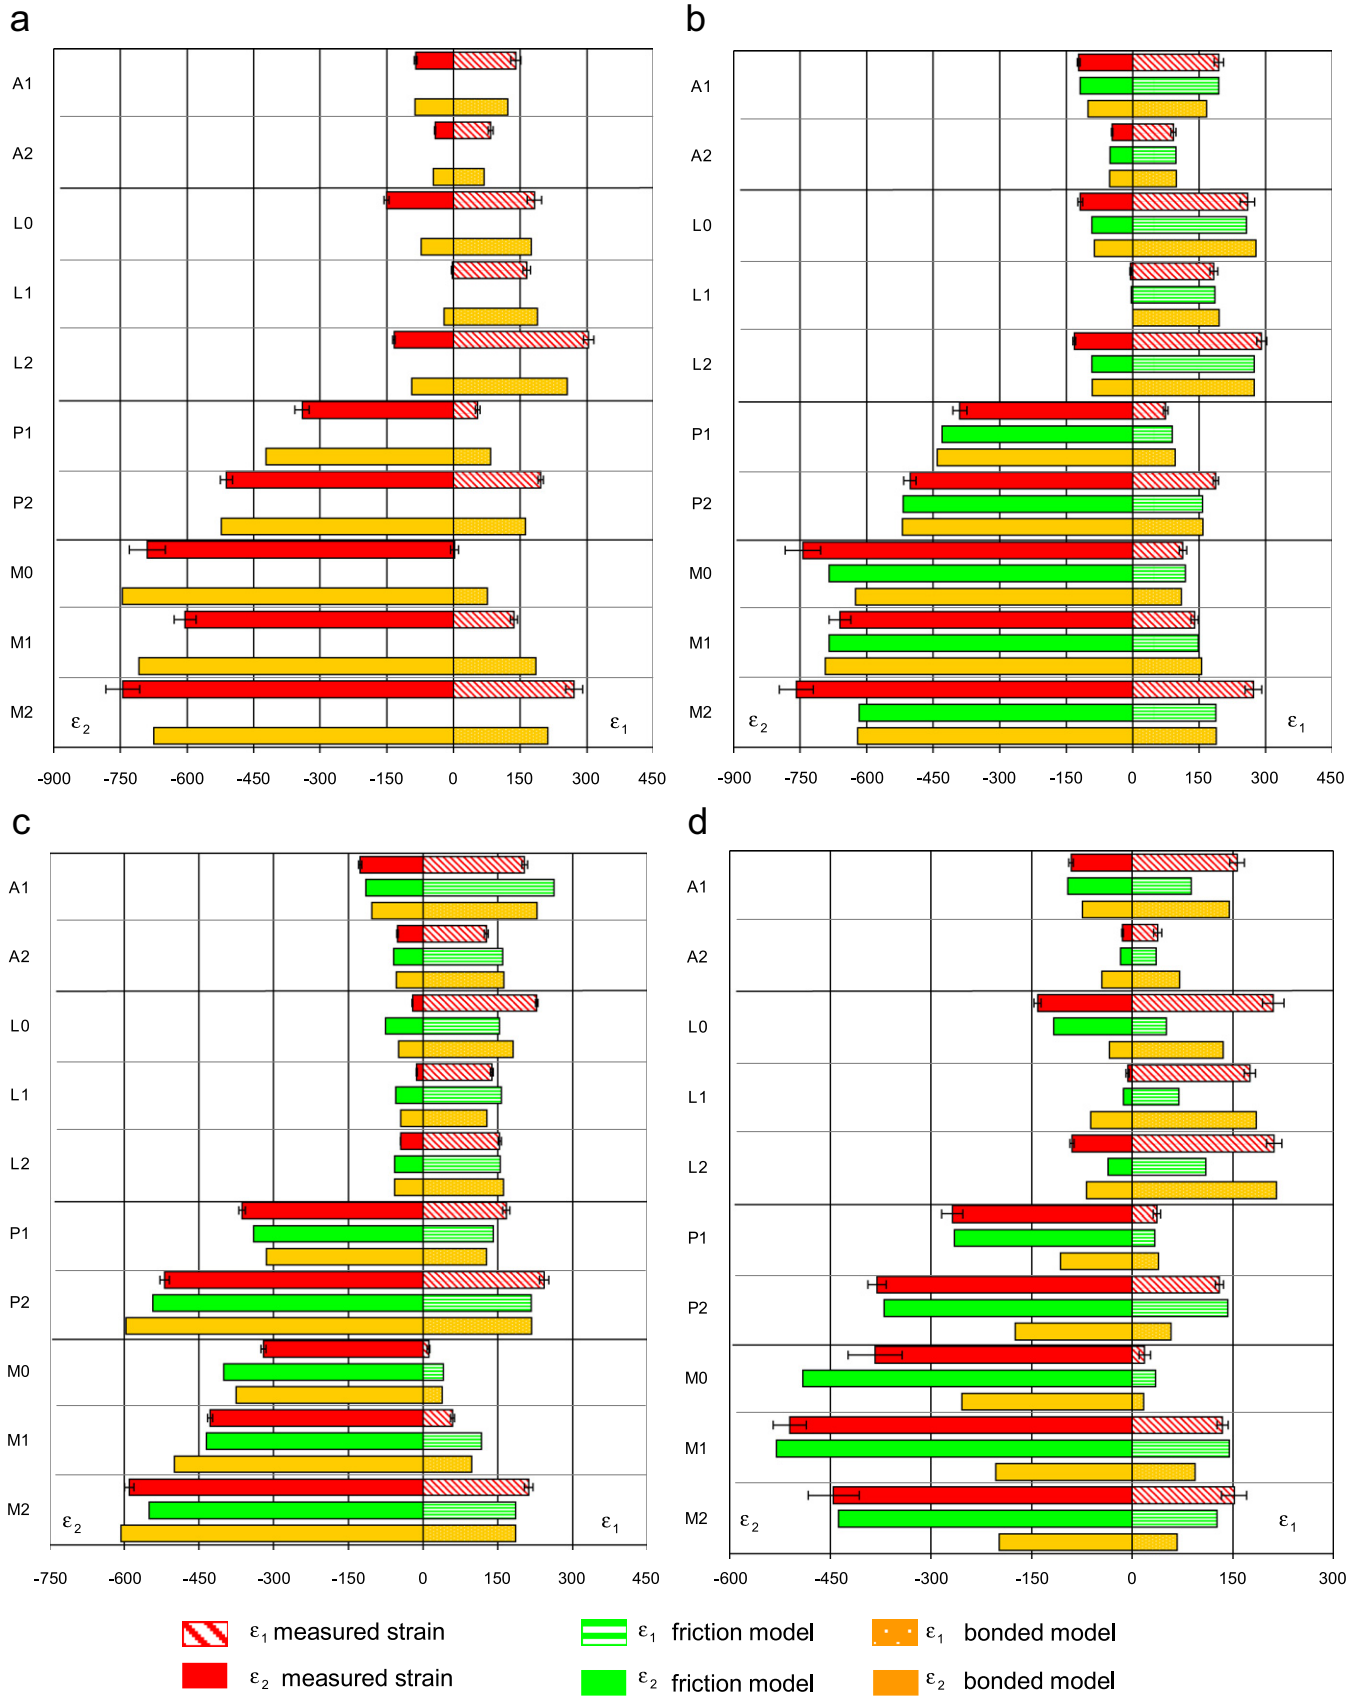 a
A1
A2
L0
L1
L2
P1
P2
M0
M1
M2
ε2
ε1
-900 -750 -600 -450 -300 -150 0 150 300 450
b
A1
A2
L0
L1
L2
P1
P2
M0
M1
M2
ε2
ε1
-900 -750 -600 -450 -300 -150 0 150 300 450
c
A1
A2
L0
L1
L2
P1
P2
M0
M1
M2
ε2
ε1
-750 -600 -450 -300 -150 0 150 300 450
d
A1
A2
L0
L1
L2
P1
P2
M0
M1
M2
ε2
ε1
-600 -450 -300 -150 0 150 300
ε1 measured strain
ε1 friction model
ε1 bonded model
ε2 measured strain
ε2 friction model
ε2 bonded model